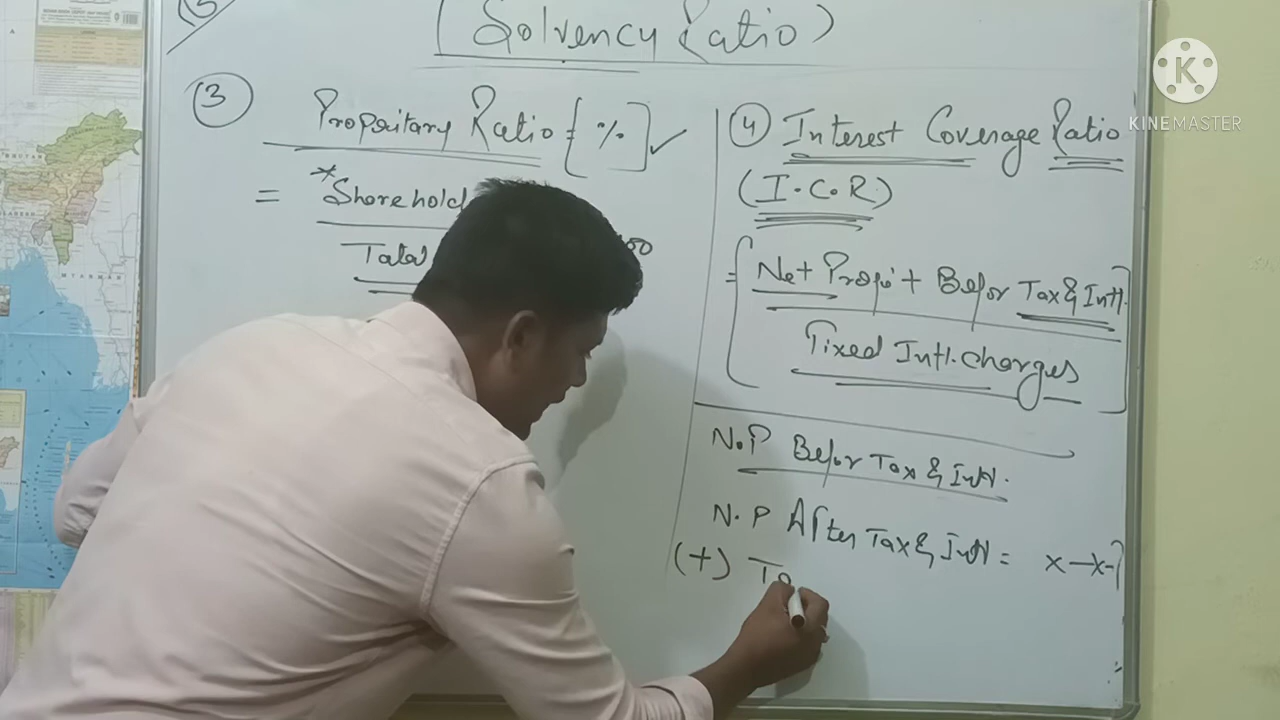 (Solvency Ratio)
(3) Propritary Ratio = [%] ✓
= *Sharehold
Total
(4) Interest Coverage Ratio
(I.C.R)
= [Net Profit Befor Tax & Intt.
Fixed Intt. charges]
N.P Befor Tax & Intt.
N.P After Tax & Intt = x-x-
(+) Ta
KINEMASTER